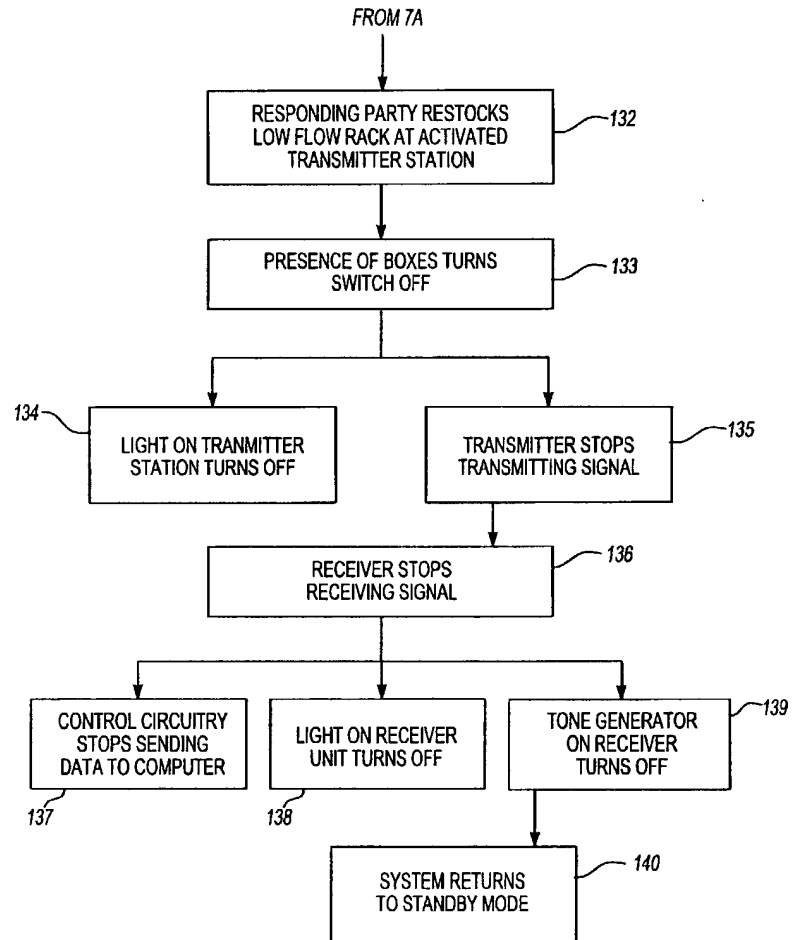 FROM 7A
RESPONDING PARTY RESTOCKS
LOW FLOW RACK AT ACTIVATED
TRANSMITTER STATION
132
PRESENCE OF BOXES TURNS
SWITCH OFF
133
134
LIGHT ON TRANMITTER
STATION TURNS OFF
TRANSMITTER STOPS
TRANSMITTING SIGNAL
135
RECEIVER STOPS
RECEIVING SIGNAL
136
CONTROL CIRCUITRY
STOPS SENDING
DATA TO COMPUTER
137
LIGHT ON RECEIVER
UNIT TURNS OFF
138
TONE GENERATOR
ON RECEIVER
TURNS OFF
139
SYSTEM RETURNS
TO STANDBY MODE
140